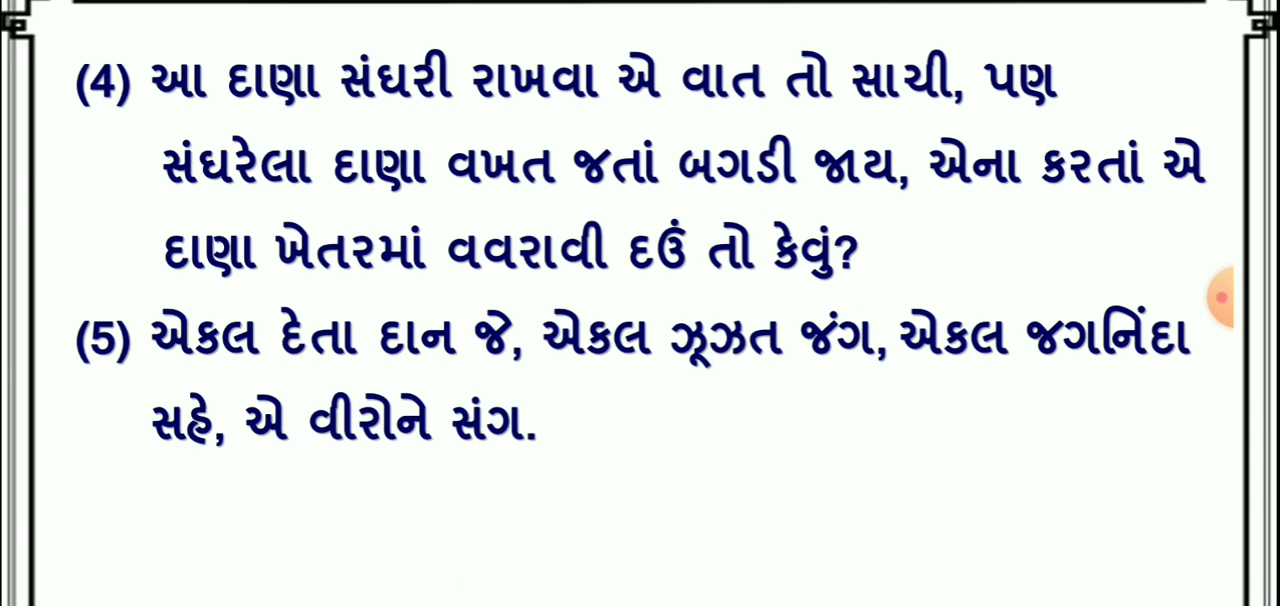 (4) આ દાણા સંઘરી રાખવા એ વાત તો સાચી, પણ
સંઘરેલા દાણા વખત જતાં બગડી જાય, એના કરતાં એ
દાણા ખેતરમાં વવરાવી દઉં તો કેવું?
(5) એકલ દેતા દાન જે, એકલ ઝૂઝત જંગ, એકલ જગનિંદા
સહે, એ વીરોને સંગ.